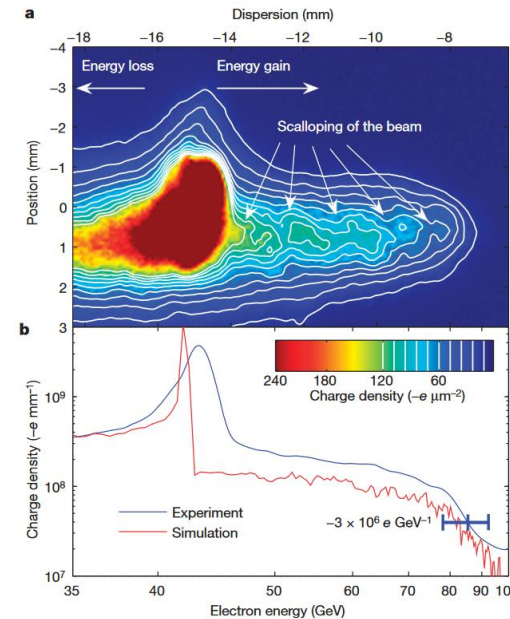 a
Dispersion (mm)
–18 –16 –14 –12 –10 –8
–4
–3
–2
–1
0
1
2
3
Position (mm)
Energy loss Energy gain
Scalloping of the beam
b
240 180 120 60
Charge density (–e μm⁻²)
10⁹
10⁸
10⁷
Charge density (–e mm⁻¹)
Experiment
Simulation
–3 × 10⁶ e GeV⁻¹
35 40 50 60 70 80 90 10
Electron energy (GeV)